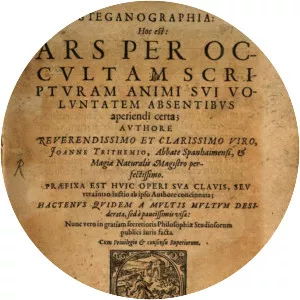 STEGANOGRAPHIA:
Hoc est:
ARS PER OC-
CVLTAM SCRI-
PTVRAM ANIMI SVI VO-
LVNTATEM ABSENTIBVS
aperiendi certa;
AVTHORE
REVERENDISSIMO ET CLARISSIMO VIRO,
JOANNE TRITHEMIO, Abbate Spanhaimensi, &
Magiæ Naturalis Magistro per-
fectissimo.
PRÆFIXA EST HVIC OPERI SVA CLAVIS, SEV
vera introductio ab ipso Authore concinnata;
HACTENVS QVIDEM A MVLTIS MVLTVM DESI-
derata, sed à paucissimis visa:
Nunc vero in gratiam secretioris Philosophiæ Studiosorum
publici iuris facta.
Cum Privilegio & consensu Superiorum.